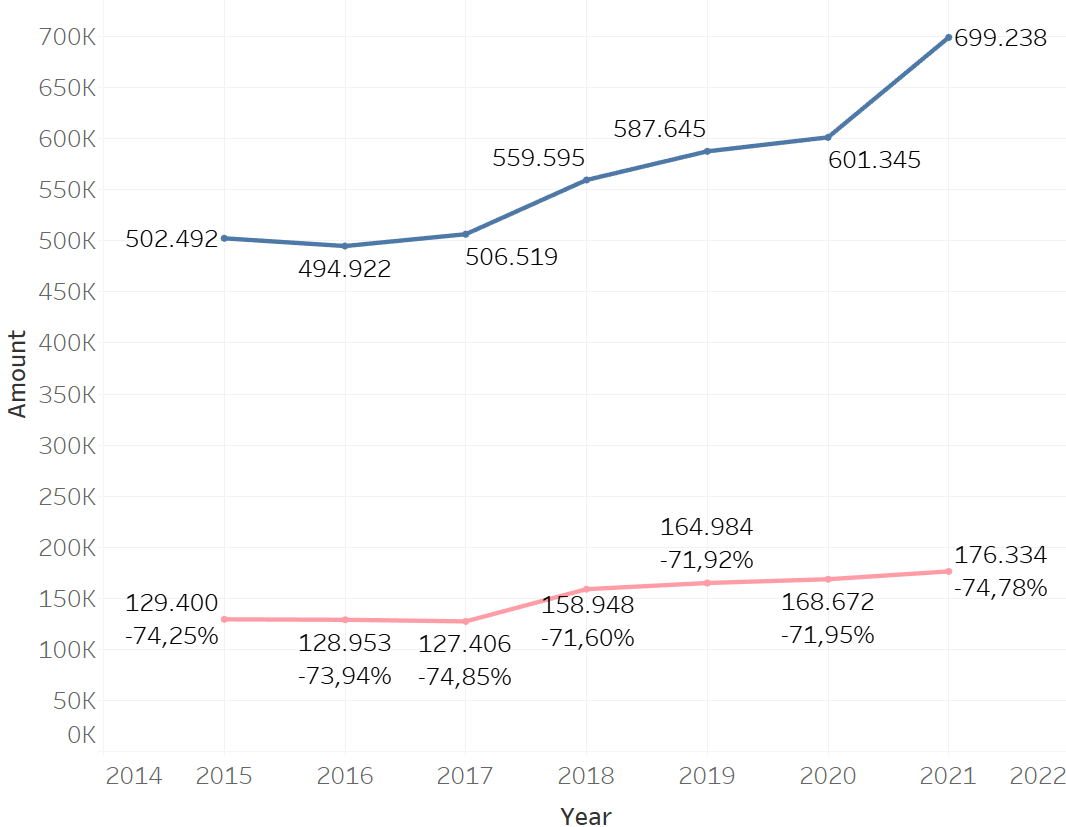 700K
650K
600K
550K
500K
450K
400K
350K
300K
250K
200K
150K
100K
50K
0K
Amount
699.238
587.645
559.595
601.345
502.492
494.922
506.519
164.984
-71,92%
176.334
-74,78%
129.400
-74,25%
128.953
-73,94%
127.406
-74,85%
158.948
-71,60%
168.672
-71,95%
2014 2015 2016 2017 2018 2019 2020 2021 2022
Year